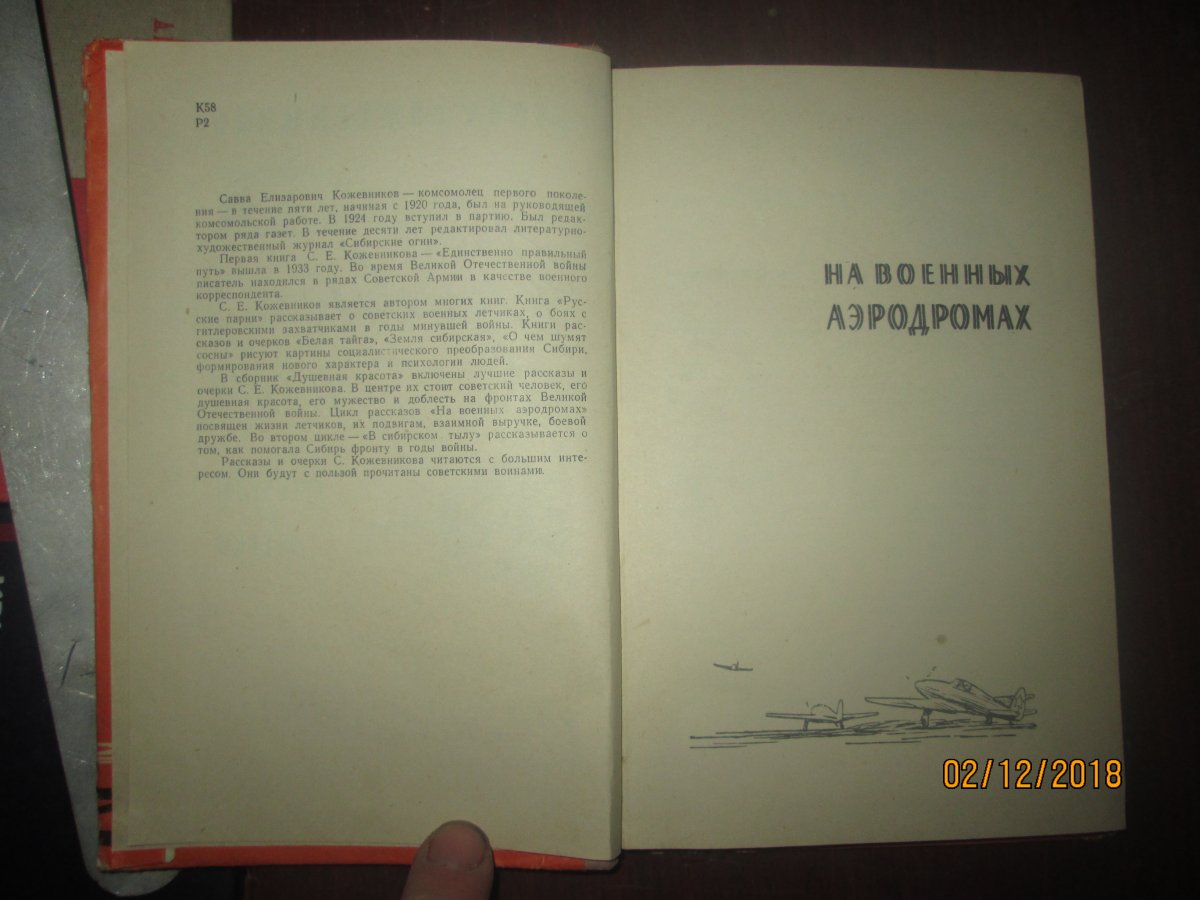 К58
Р2
Савва Елизарович Кожевников — комсомолец первого поколе-
ния — в течение пяти лет, начиная с 1920 года, был на руководящей
комсомольской работе. В 1924 году вступил в партию. Был редак-
тором ряда газет. В течение десяти лет редактировал литературно-
художественный журнал «Сибирские огни».
Первая книга С. Е. Кожевникова — «Единственно правильный
путь» вышла в 1933 году. Во время Великой Отечественной войны
писатель находился в рядах Советской Армии в качестве военного
корреспондента.
С. Е. Кожевников является автором многих книг. Книга «Рус-
ские парни» рассказывает о советских военных летчиках, о боях с
гитлеровскими захватчиками в годы минувшей войны. Книги рас-
сказов и очерков «Белая тайга», «Земля сибирская», «О чем шумят
сосны» рисуют картины социалистического преобразования Сибири,
формирования нового характера и психологии людей.
В сборник «Душевная красота» включены лучшие рассказы и
очерки С. Е. Кожевникова. В центре их стоит советский человек, его
душевная красота, его мужество и доблесть на фронтах Великой
Отечественной войны. Цикл рассказов «На военных аэродромах»
посвящен жизни летчиков, их подвигам, взаимной выручке, боевой
дружбе. Во втором цикле — «В сибирском тылу» рассказывается о
том, как помогала Сибирь фронту в годы войны.
Рассказы и очерки С. Кожевникова читаются с большим инте-
ресом. Они будут с пользой прочитаны советскими воинами.
НА ВОЕННЫХ
АЭРОДРОМАХ
02/12/2018